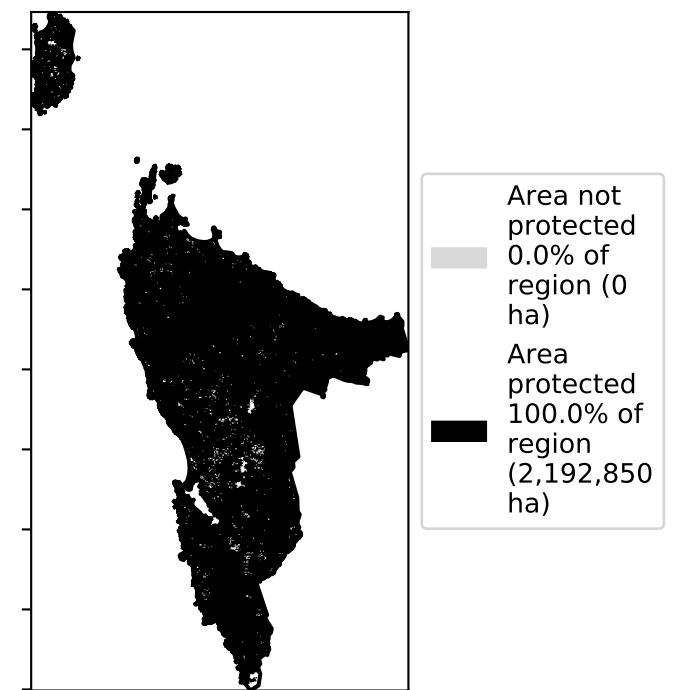 Area not
protected
0.0% of
region (0
ha)
Area
protected
100.0% of
region
(2,192,850
ha)